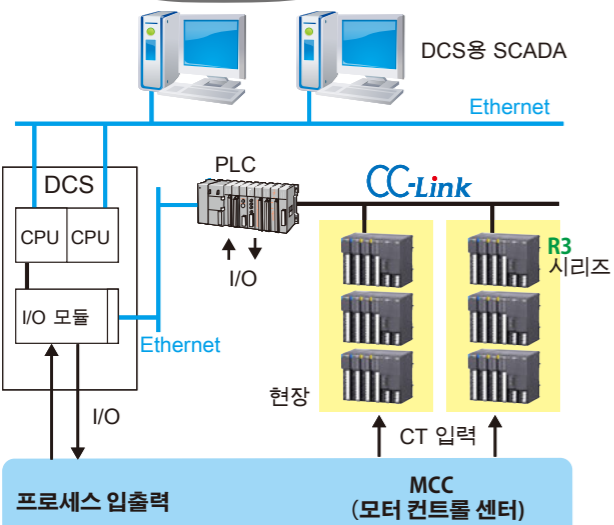 DCS용 SCADA
Ethernet
DCS
PLC
CC-Link
CPU
CPU
R3
시리즈
I/O
I/O 모듈
Ethernet
현장
I/O
CT 입력
프로세스 입출력
MCC
(모터 컨트롤 센터)